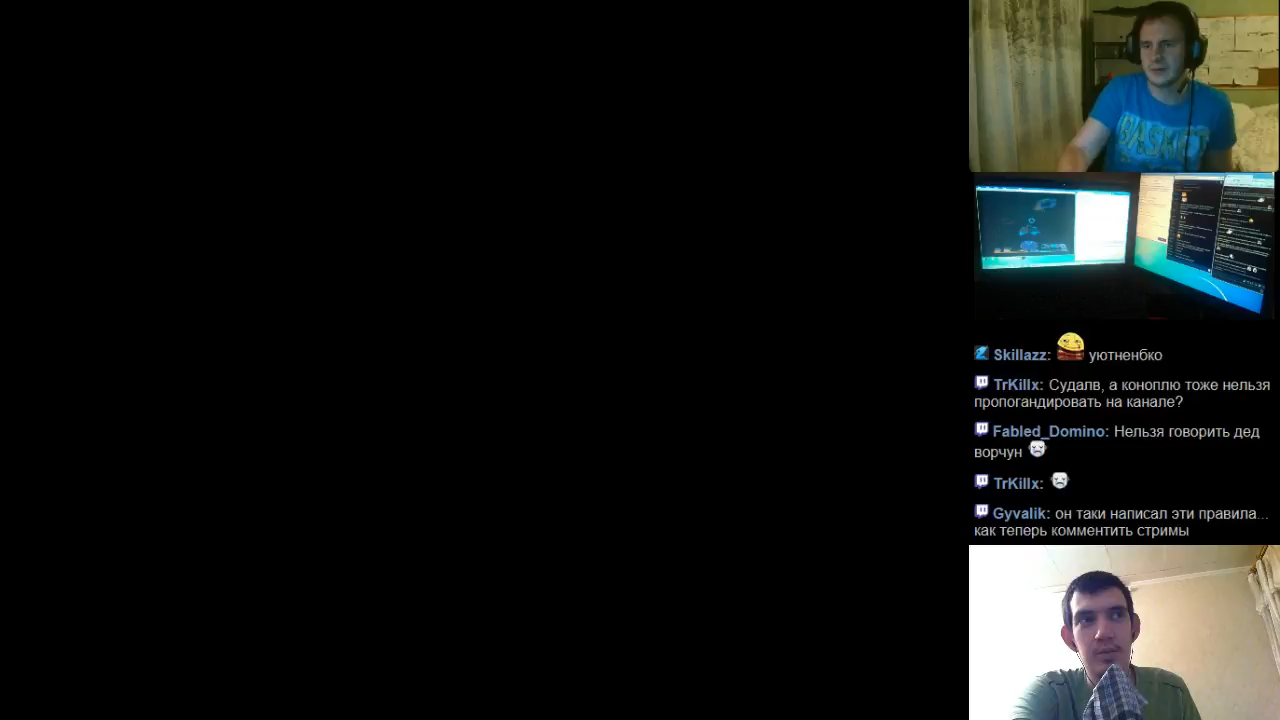 BASKET
Skillazz: уютненбко
TrKillx: Судалв, а коноплю тоже нельзя
пропогандировать на канале?
Fabled_Domino: Нельзя говорить дед
ворчун
TrKillx:
Gyvalik: он таки написал эти правила...
как теперь комментить стримы